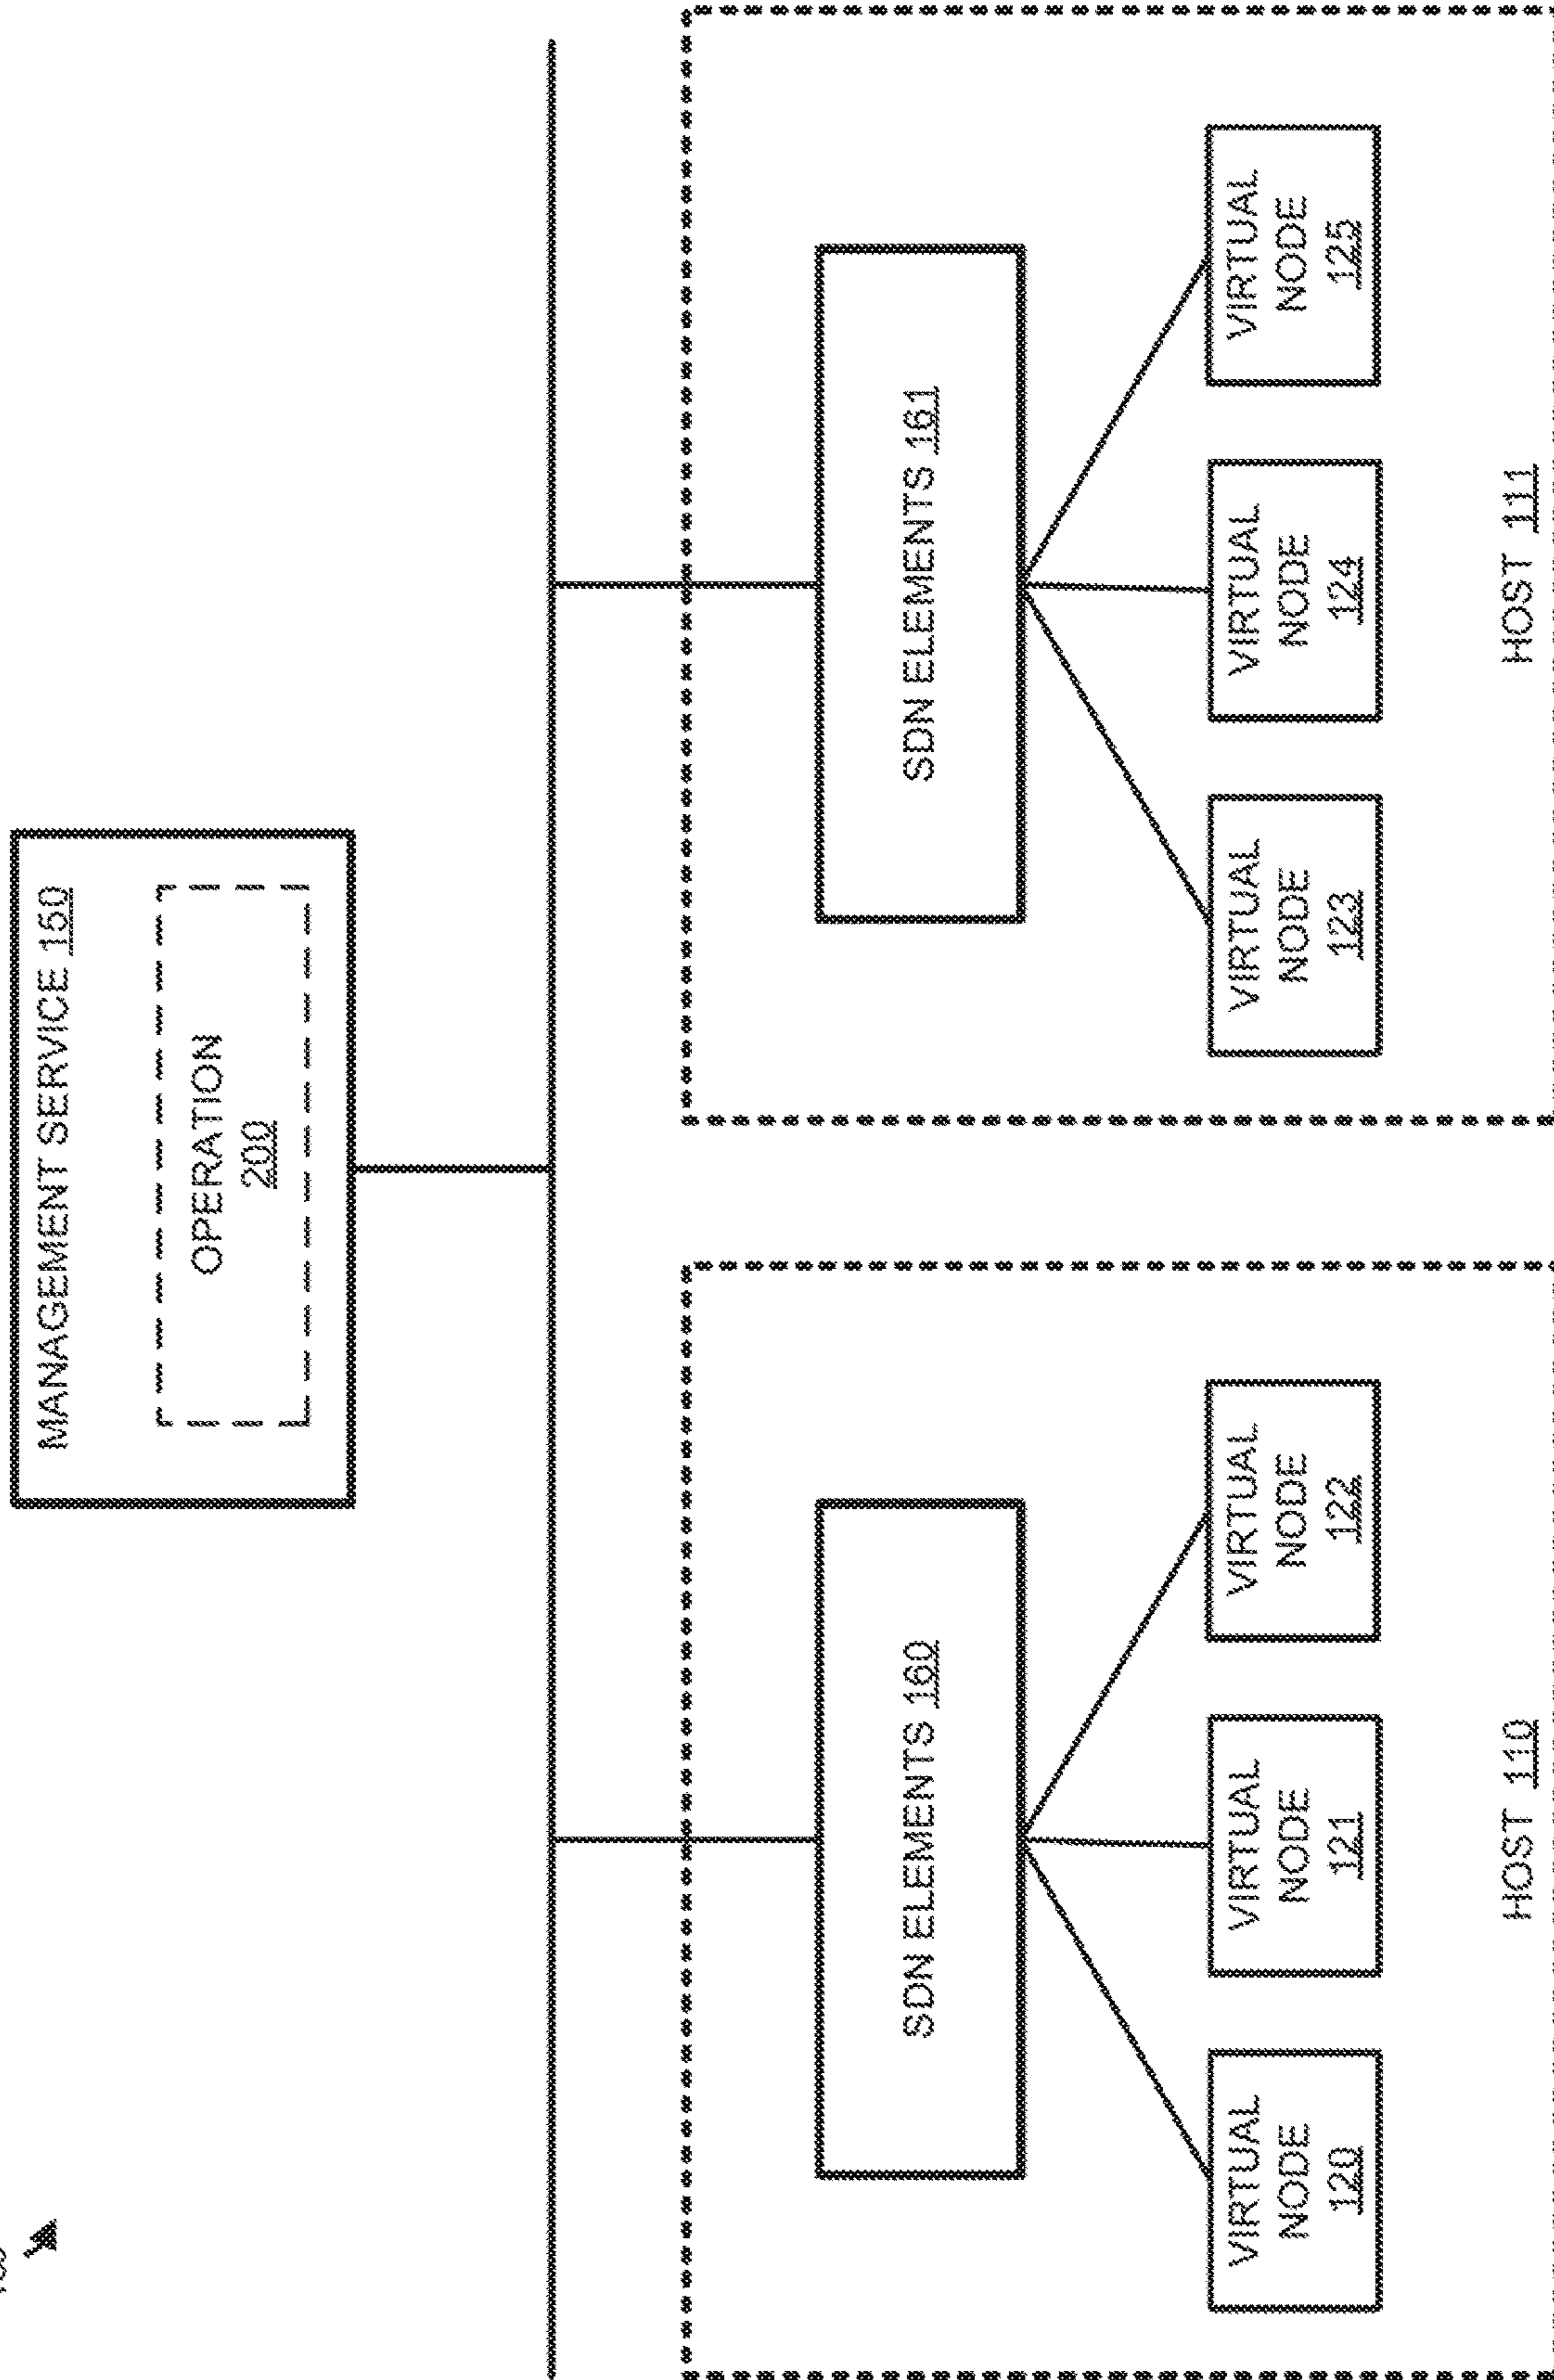 MANAGEMENT SERVICE 150
OPERATION
200
SDN ELEMENTS 160
SDN ELEMENTS 161
VIRTUAL
NODE
120
VIRTUAL
NODE
121
VIRTUAL
NODE
122
VIRTUAL
NODE
123
VIRTUAL
NODE
124
VIRTUAL
NODE
125
HOST 110
HOST 111